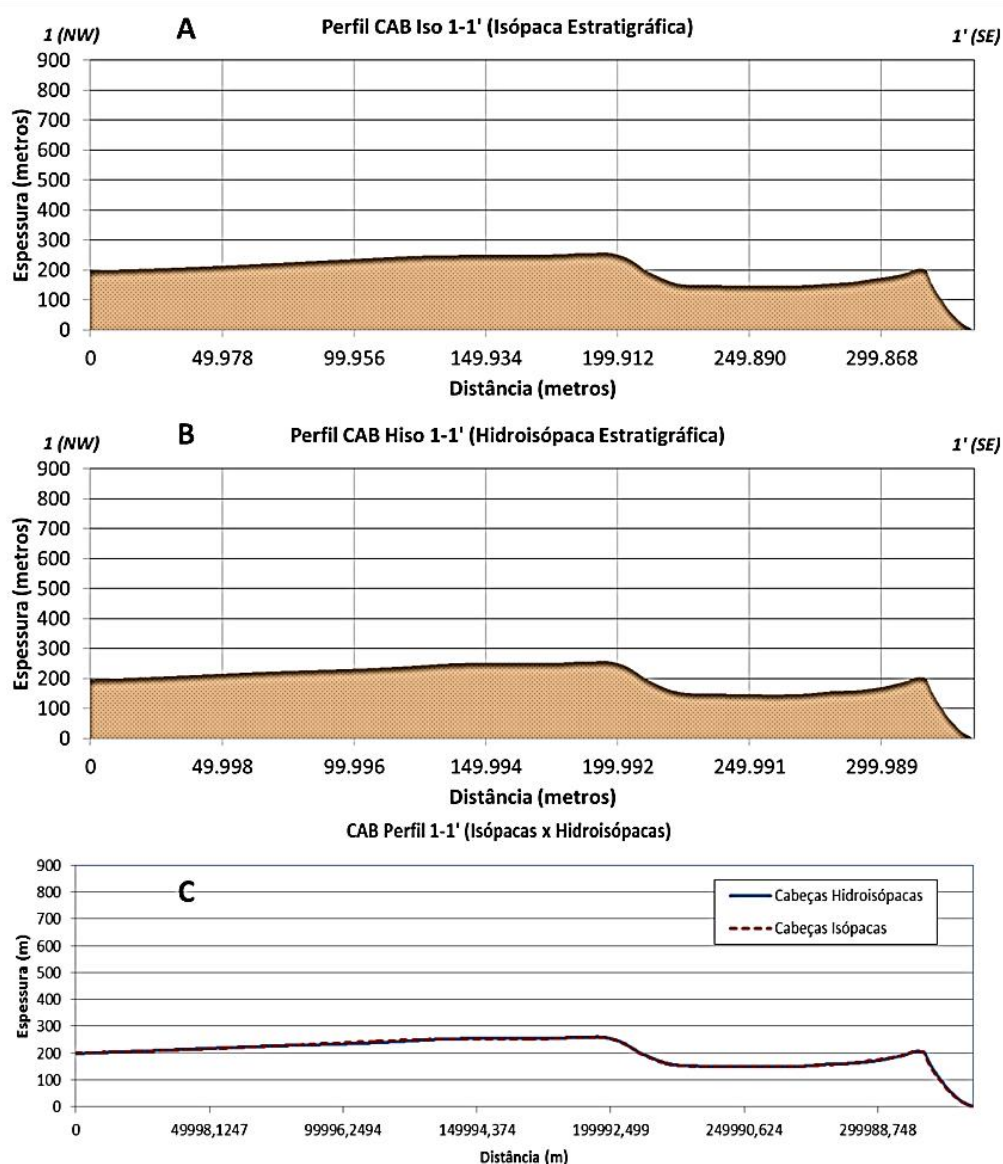 A
Perfil CAB Iso 1-1' (Isópaca Estratigráfica)
1 (NW)
1' (SE)
Espessura (metros)
900
800
700
600
500
400
300
200
100
0
0 49.978 99.956 149.934 199.912 249.890 299.868
Distância (metros)
B
Perfil CAB Hiso 1-1' (Hidroisópaca Estratigráfica)
1 (NW)
1' (SE)
Espessura (metros)
900
800
700
600
500
400
300
200
100
0
0 49.998 99.996 149.994 199.992 249.991 299.989
Distância (metros)
CAB Perfil 1-1' (Isópacas x Hidroisópacas)
C
Espessura (m)
900
800
700
600
500
400
300
200
100
0
Cabeças Hidroisópacas
Cabeças Isópacas
0 49998,1247 99996,2494 149994,374 199992,499 249990,624 299988,748
Distância (m)